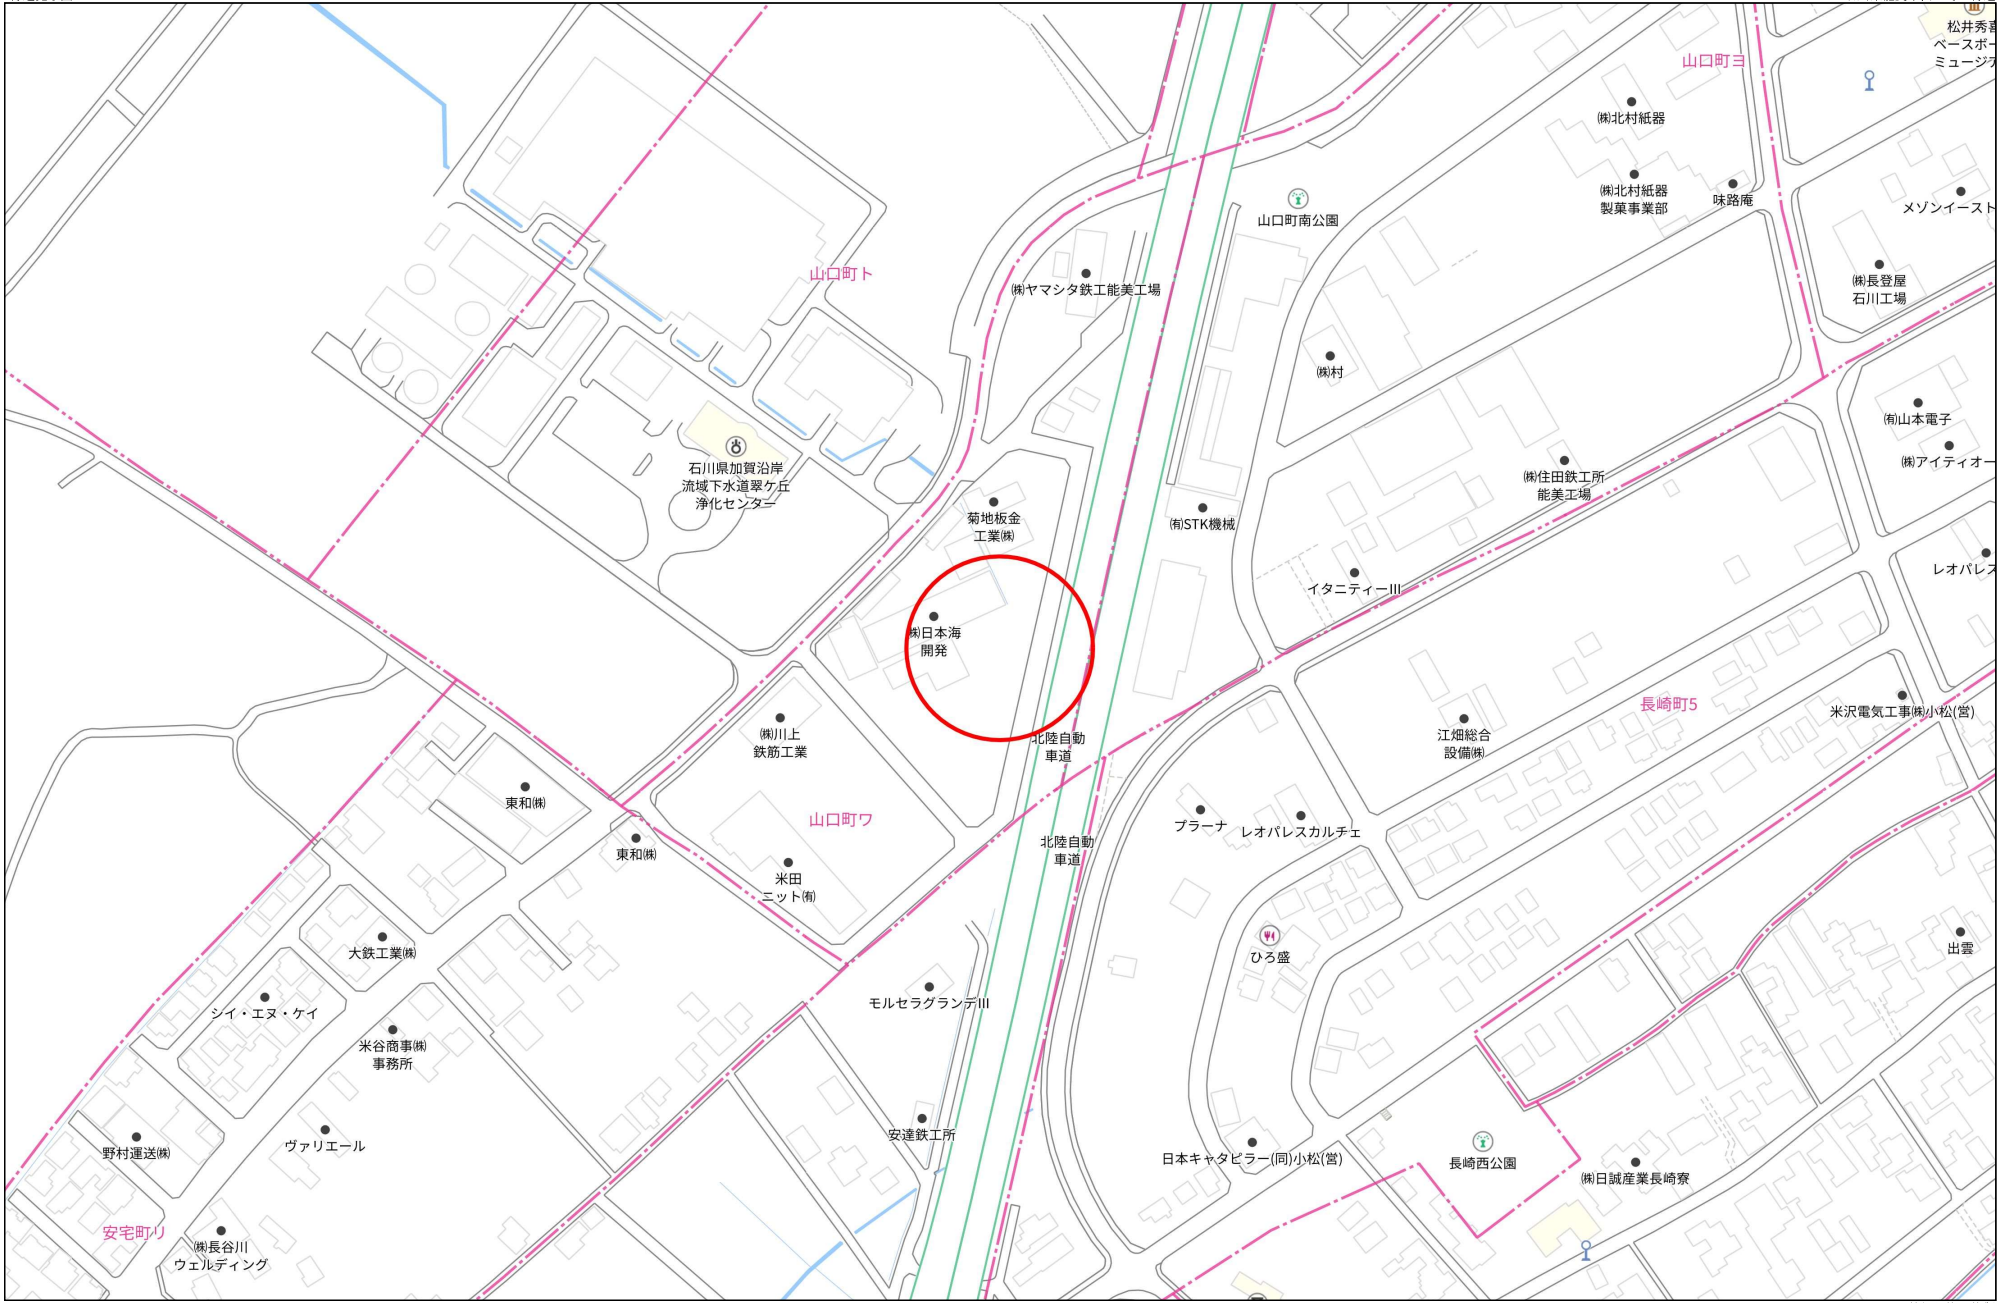 松井秀喜
ベースボー
ミュージア
山口町ヨ
㈱北村紙器
㈱北村紙器
製菓事業部
味路庵
メゾンイースト
山口町南公園
山口町ト
㈱ヤマシタ鉄工能美工場
㈱長登屋
石川工場
㈱村
㈲山本電子
㈱アイティオー
石川県加賀沿岸
流域下水道翠ケ丘
浄化センター
㈱住田鉄工所
能美工場
菊地板金
工業㈱
㈲STK機械
レオパレス
イタニティーIII
㈱日本海
開発
長崎町5
米沢電気工事㈱小松(営)
㈱川上
鉄筋工業
北陸自動
車道
江畑総合
設備㈱
東和㈱
山口町ワ
プラーナ
レオパレスカルチェ
北陸自動
車道
東和㈱
米田
ニット㈲
大鉄工業㈱
ひろ盛
出雲
モルセラグランデIII
シイ・エヌ・ケイ
米谷商事㈱
事務所
安達鉄工所
ヴァリエール
野村運送㈱
日本キャタピラー(同)小松(営)
長崎西公園
㈱日誠産業長崎寮
安宅町リ
㈱長谷川
ウェルディング